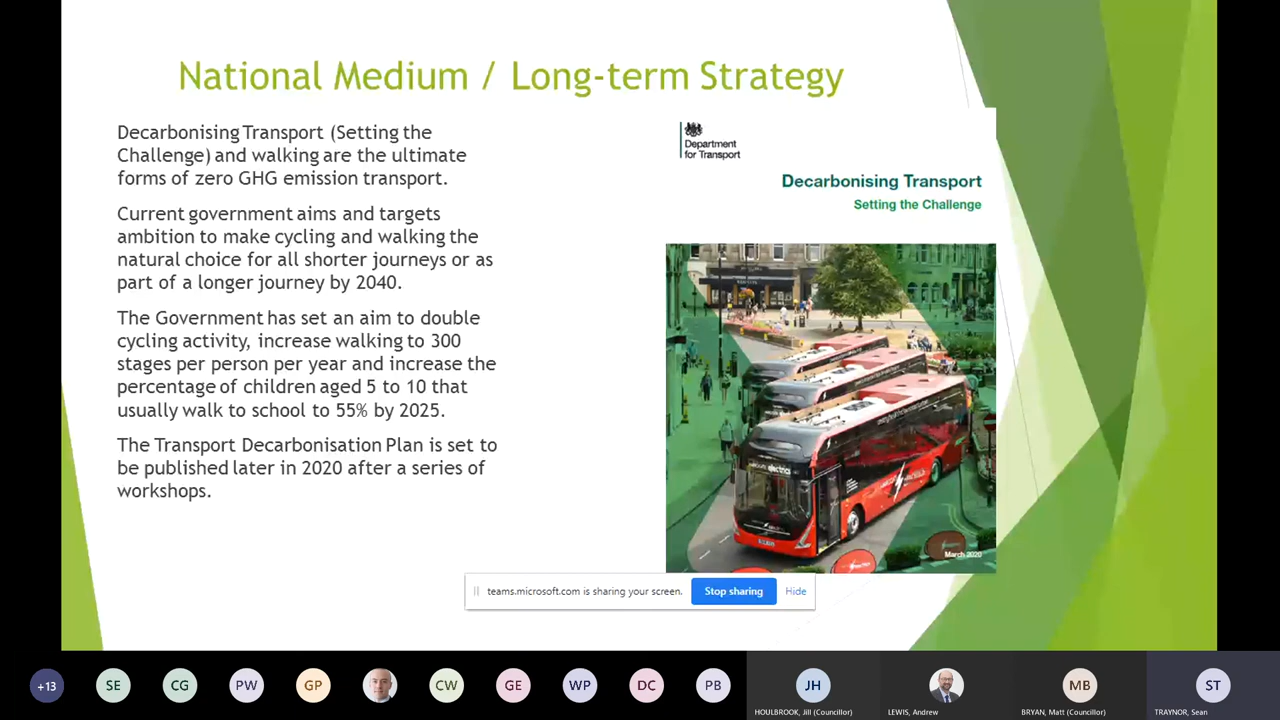 National Medium / Long-term Strategy
Decarbonising Transport (Setting the
Challenge) and walking are the ultimate
forms of zero GHG emission transport.
Current government aims and targets
ambition to make cycling and walking the
natural choice for all shorter journeys or as
part of a longer journey by 2040.
The Government has set an aim to double
cycling activity, increase walking to 300
stages per person per year and increase the
percentage of children aged 5 to 10 that
usually walk to school to 55% by 2025.
The Transport Decarbonisation Plan is set to
be published later in 2020 after a series of
workshops.
Department
for Transport
Decarbonising Transport
Setting the Challenge
March 2020
teams.microsoft.com is sharing your screen.
Stop sharing
Hide
+13
SE
CG
PW
GP
CW
GE
WP
DC
PB
JH
MB
ST
HOULBROOK, Jill (Councillor)
LEWIS, Andrew
BRYAN, Matt (Councillor)
TRAYNOR, Sean